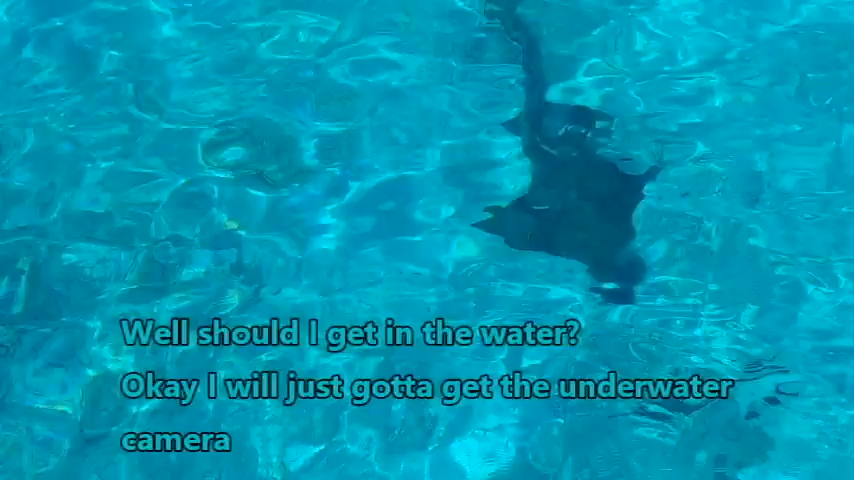 Well should I get in the water?
Okay I will just gotta get the underwater
camera